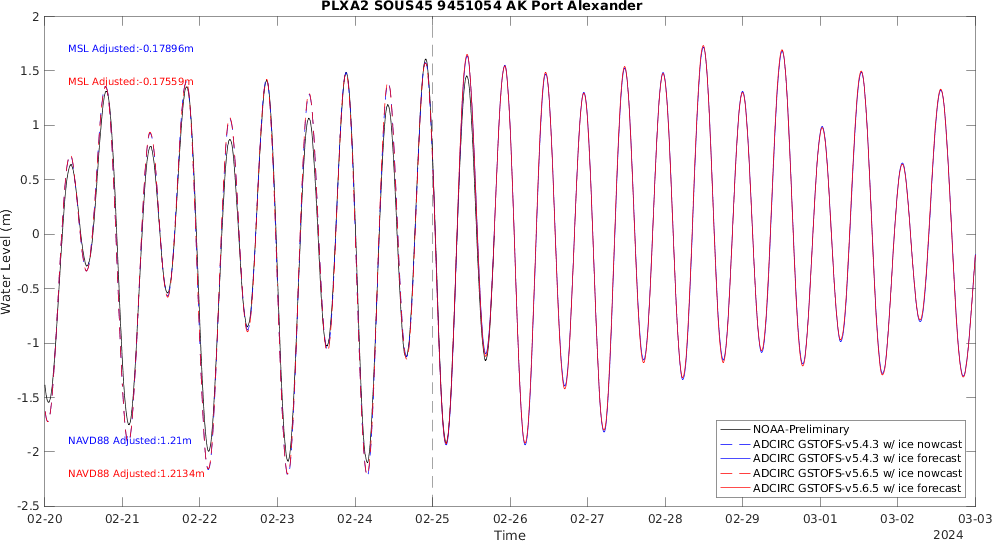 PLXA2 SOUS45 9451054 AK Port Alexander
2
1.5
1
0.5
0
-0.5
-1
-1.5
-2
-2.5
Water Level (m)
MSL Adjusted:-0.17896m
MSL Adjusted:-0.17559m
NAVD88 Adjusted:1.21m
NAVD88 Adjusted:1.2134m
NOAA-Preliminary
ADCIRC GSTOFS-v5.4.3 w/ ice nowcast
ADCIRC GSTOFS-v5.4.3 w/ ice forecast
ADCIRC GSTOFS-v5.6.5 w/ ice nowcast
ADCIRC GSTOFS-v5.6.5 w/ ice forecast
02-20 02-21 02-22 02-23 02-24 02-25 02-26 02-27 02-28 02-29 03-01 03-02 03-03
Time
2024